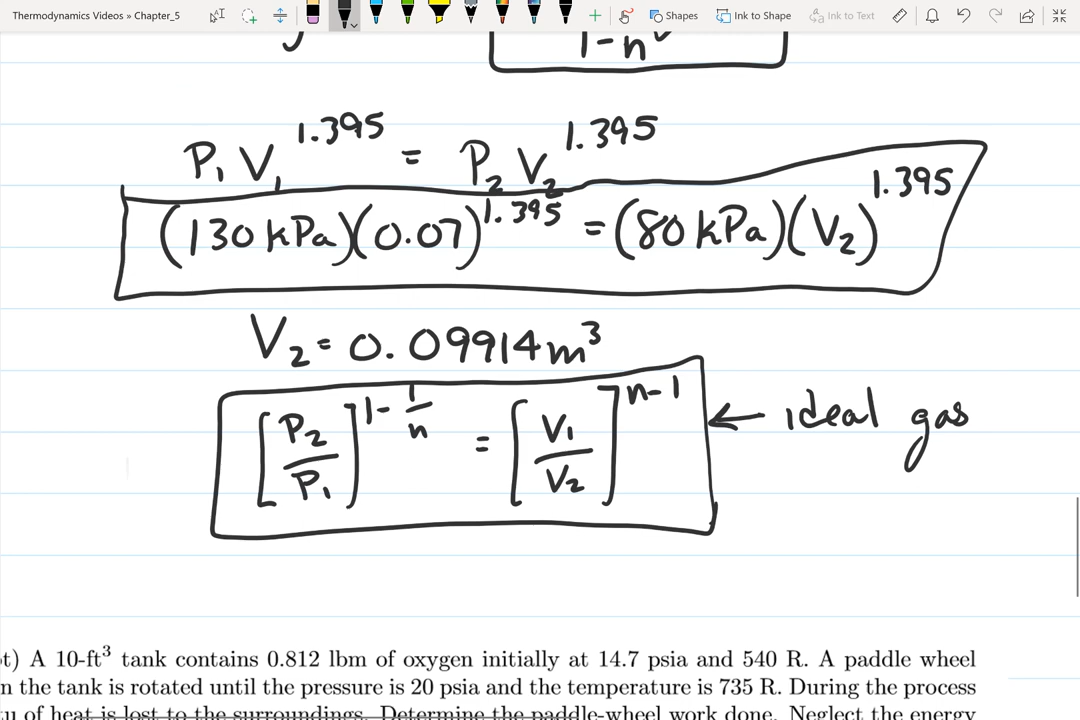 Thermodynamics Videos » Chapter_5
Shapes
Ink to Shape
Ink to Text
1-n
P₁ V₁^1.395 = P₂ V₂^1.395
(130 kPa)(0.07)^1.395 = (80 kPa)(V₂)^1.395
V₂ = 0.09914 m³
[P₂/P₁]^(1-1/n) = [V₁/V₂]^(n-1) ← ideal gas
t) A 10-ft³ tank contains 0.812 lbm of oxygen initially at 14.7 psia and 540 R. A paddle wheel
n the tank is rotated until the pressure is 20 psia and the temperature is 735 R. During the process
u of heat is lost to the surroundings. Determine the paddle-wheel work done. Neglect the energy